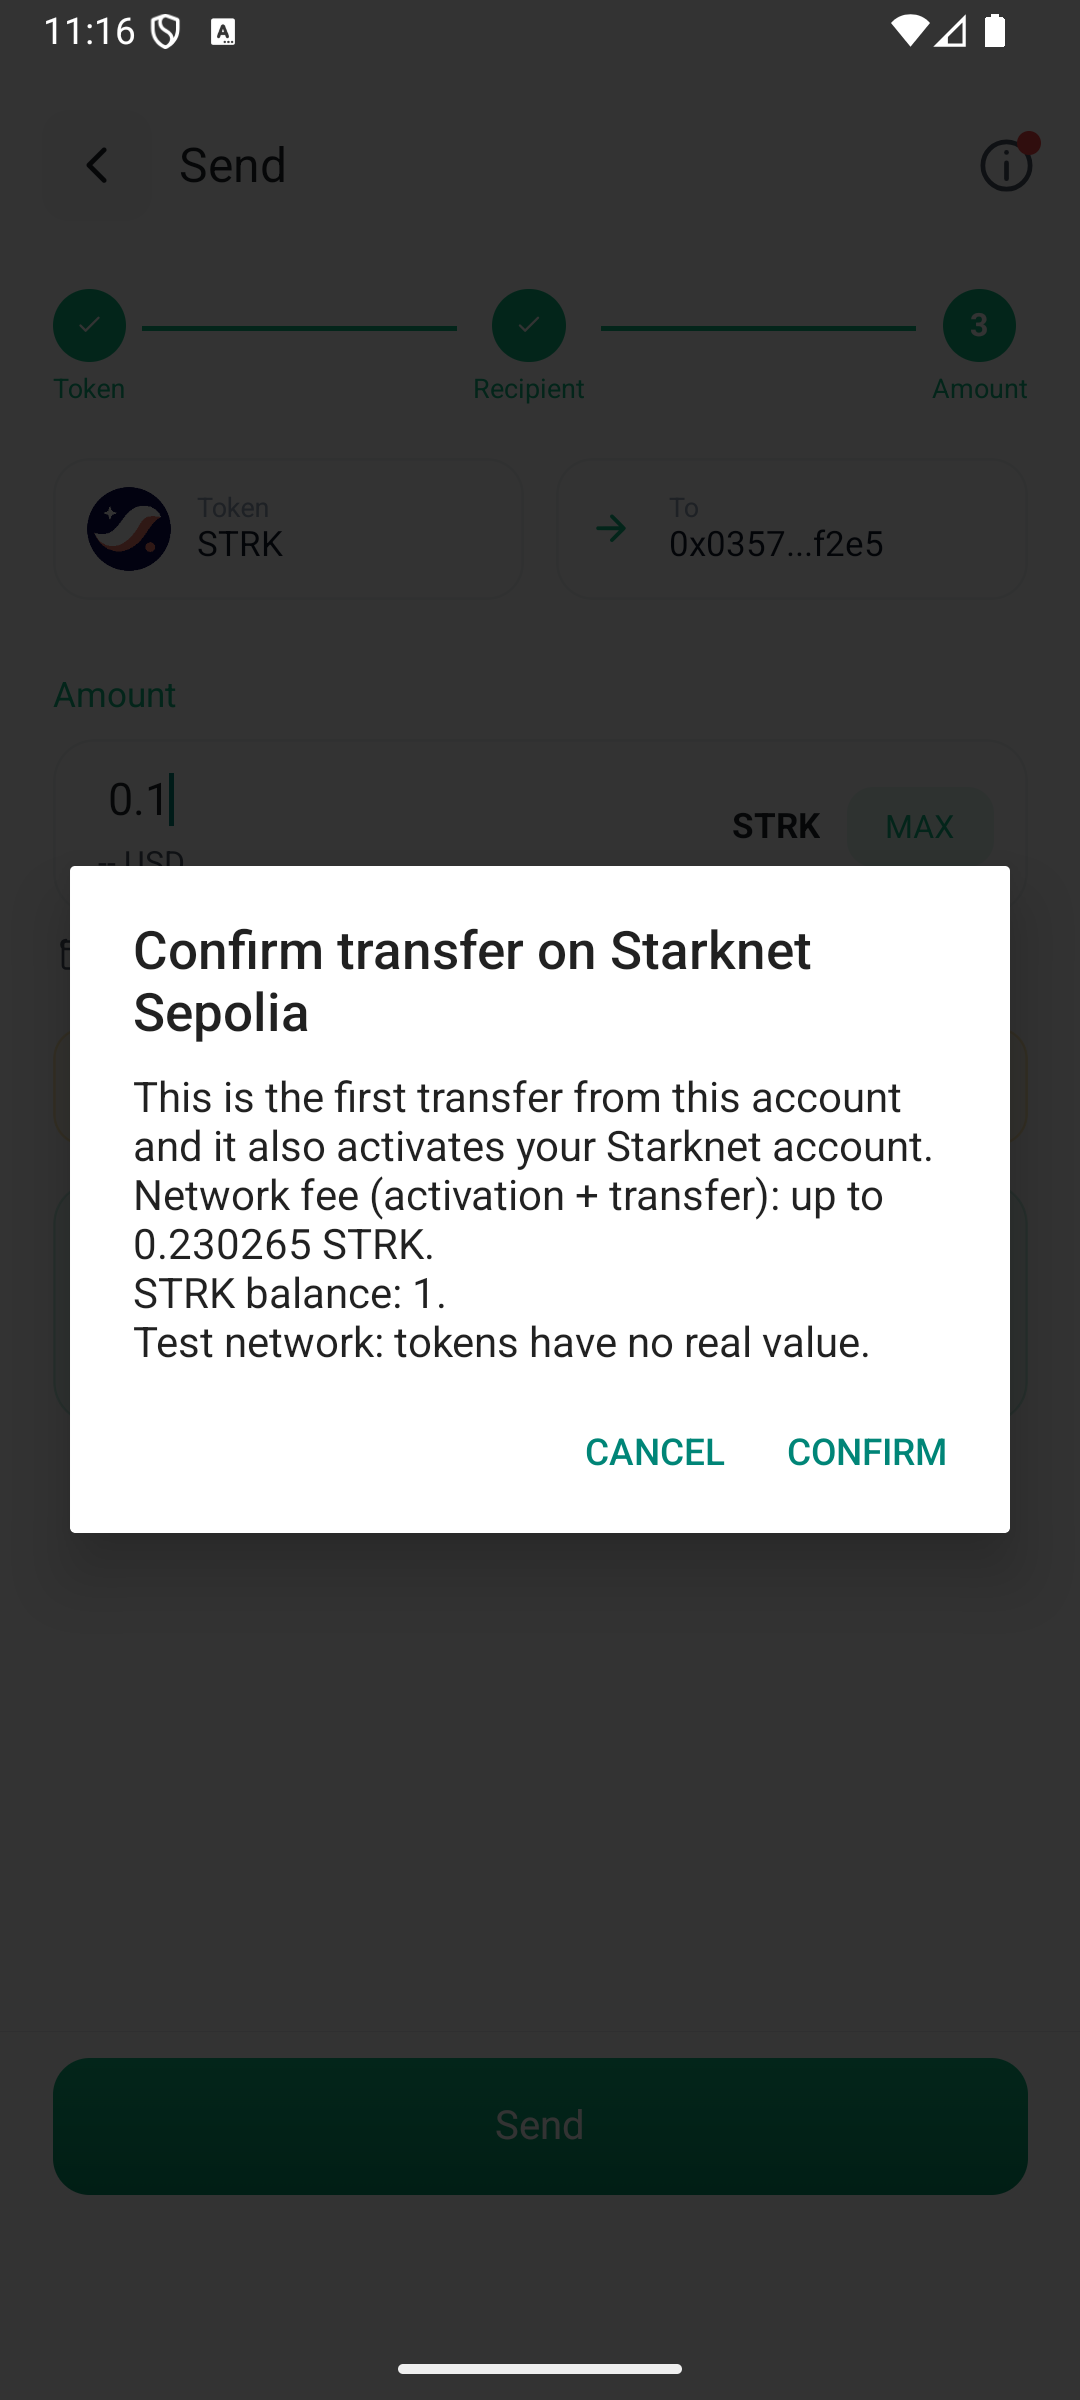 11:16
Send
3
Token
Recipient
Amount
Token
STRK
To
0x0357...f2e5
Amount
0.1
STRK
MAX
-- USD
Confirm transfer on Starknet
Sepolia
This is the first transfer from this account
and it also activates your Starknet account.
Network fee (activation + transfer): up to
0.230265 STRK.
STRK balance: 1.
Test network: tokens have no real value.
CANCEL
CONFIRM
Send